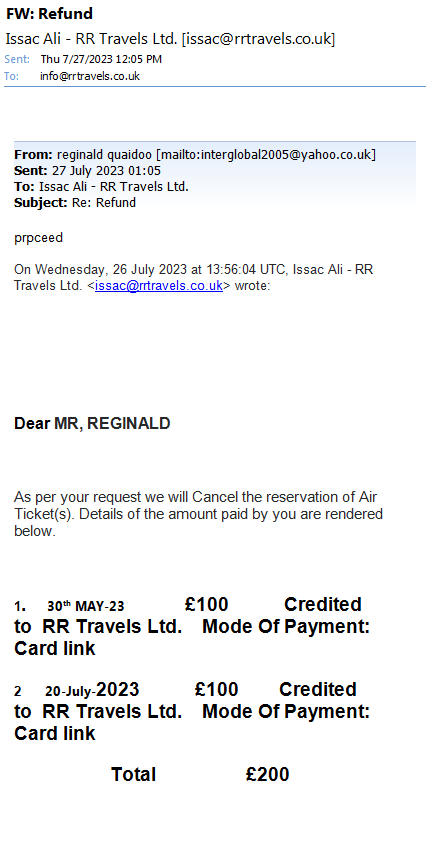 FW: Refund
Issac Ali - RR Travels Ltd. [issac@rrtravels.co.uk]
Sent: Thu 7/27/2023 12:05 PM
To: info@rrtravels.co.uk
From: reginald quaidoo [mailto:interglobal2005@yahoo.co.uk]
Sent: 27 July 2023 01:05
To: Issac Ali - RR Travels Ltd.
Subject: Re: Refund
prpceed
On Wednesday, 26 July 2023 at 13:56:04 UTC, Issac Ali - RR
Travels Ltd. <issac@rrtravels.co.uk> wrote:
Dear MR, REGINALD
As per your request we will Cancel the reservation of Air
Ticket(s). Details of the amount paid by you are rendered
below.
1. 30th MAY-23 £100 Credited
to RR Travels Ltd. Mode Of Payment:
Card link
2 20-July-2023 £100 Credited
to RR Travels Ltd. Mode Of Payment:
Card link
Total £200